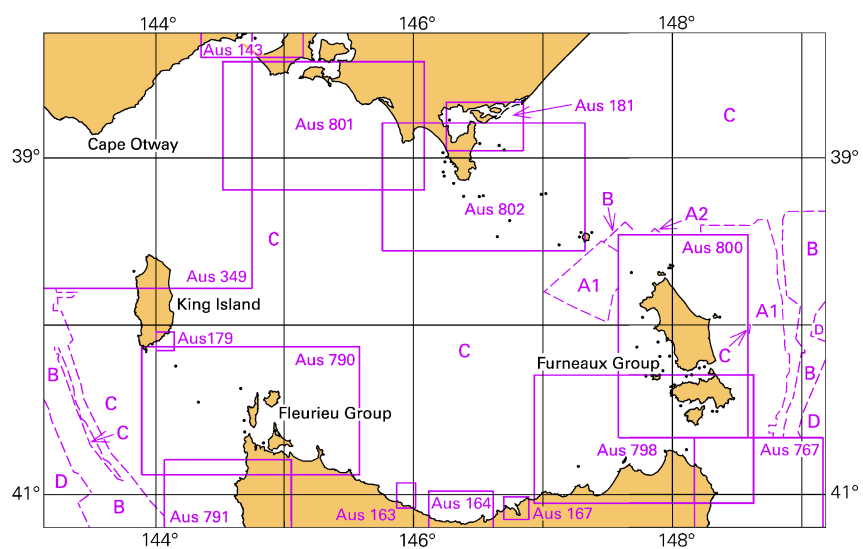 144°
146°
148°
Aus 143
Aus 181
C
Aus 801
Cape Otway
39°
39°
Aus 802
B
A2
C
Aus 800
B
Aus 349
A1
King Island
A1
D
Aus179
Aus 790
C
Furneaux Group
C
B
B
C
Fleurieu Group
C
D
Aus 798
Aus 767
D
41°
B
Aus 791
Aus 163
Aus 164
Aus 167
41°
144°
146°
148°